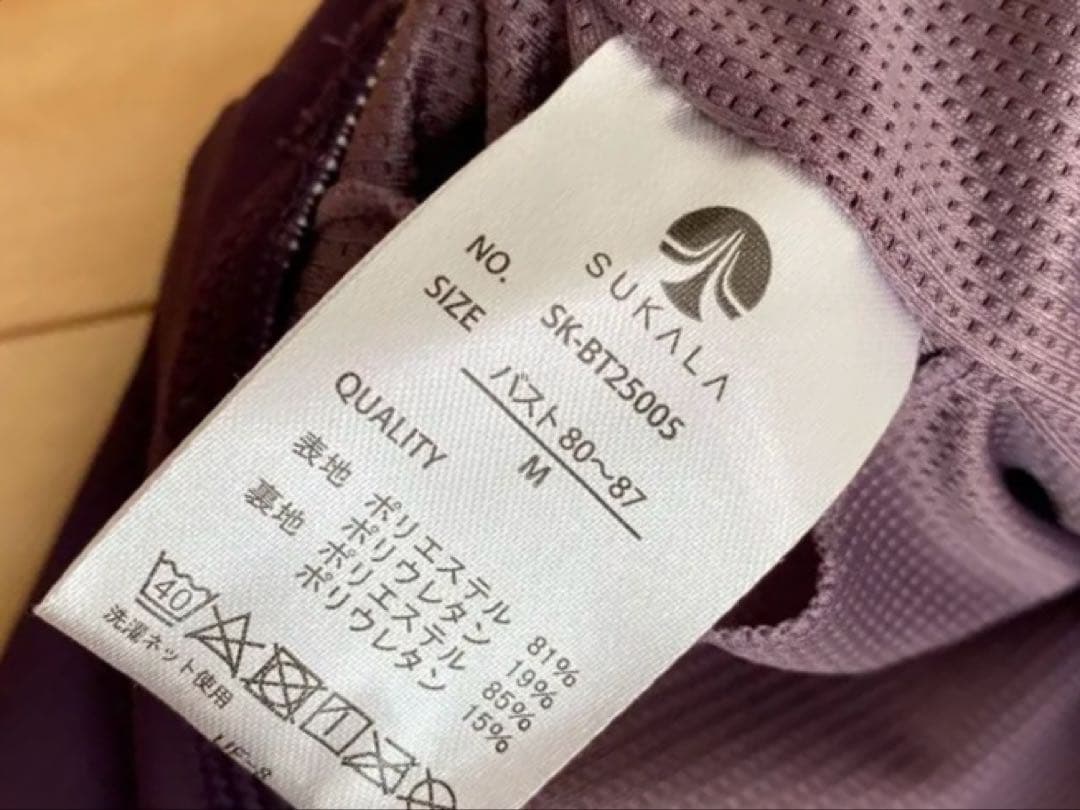 SUKALA
NO. SK-BT25005
SIZE バスト 80～87
M
QUALITY
表地 ポリエステル 81%
ポリウレタン 19%
裏地 ポリエステル 85%
ポリウレタン 15%
40
洗濯ネット使用